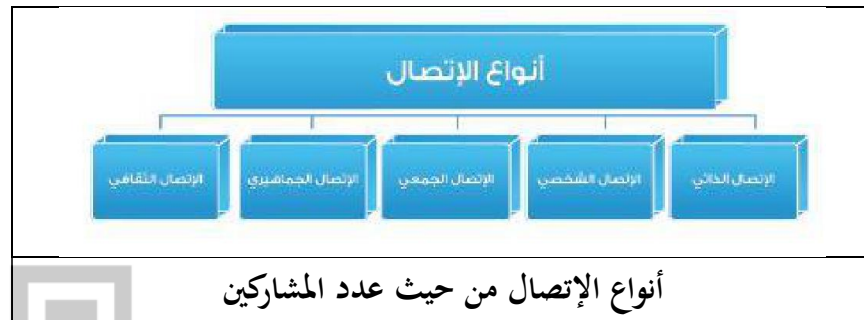 أنواع الإتصال
الإتصال الذاتي
الإتصال الشخصي
الإتصال الجمعي
الإتصال الجماهيري
الإتصال الثقافي
أنواع الإتصال من حيث عدد المشاركين